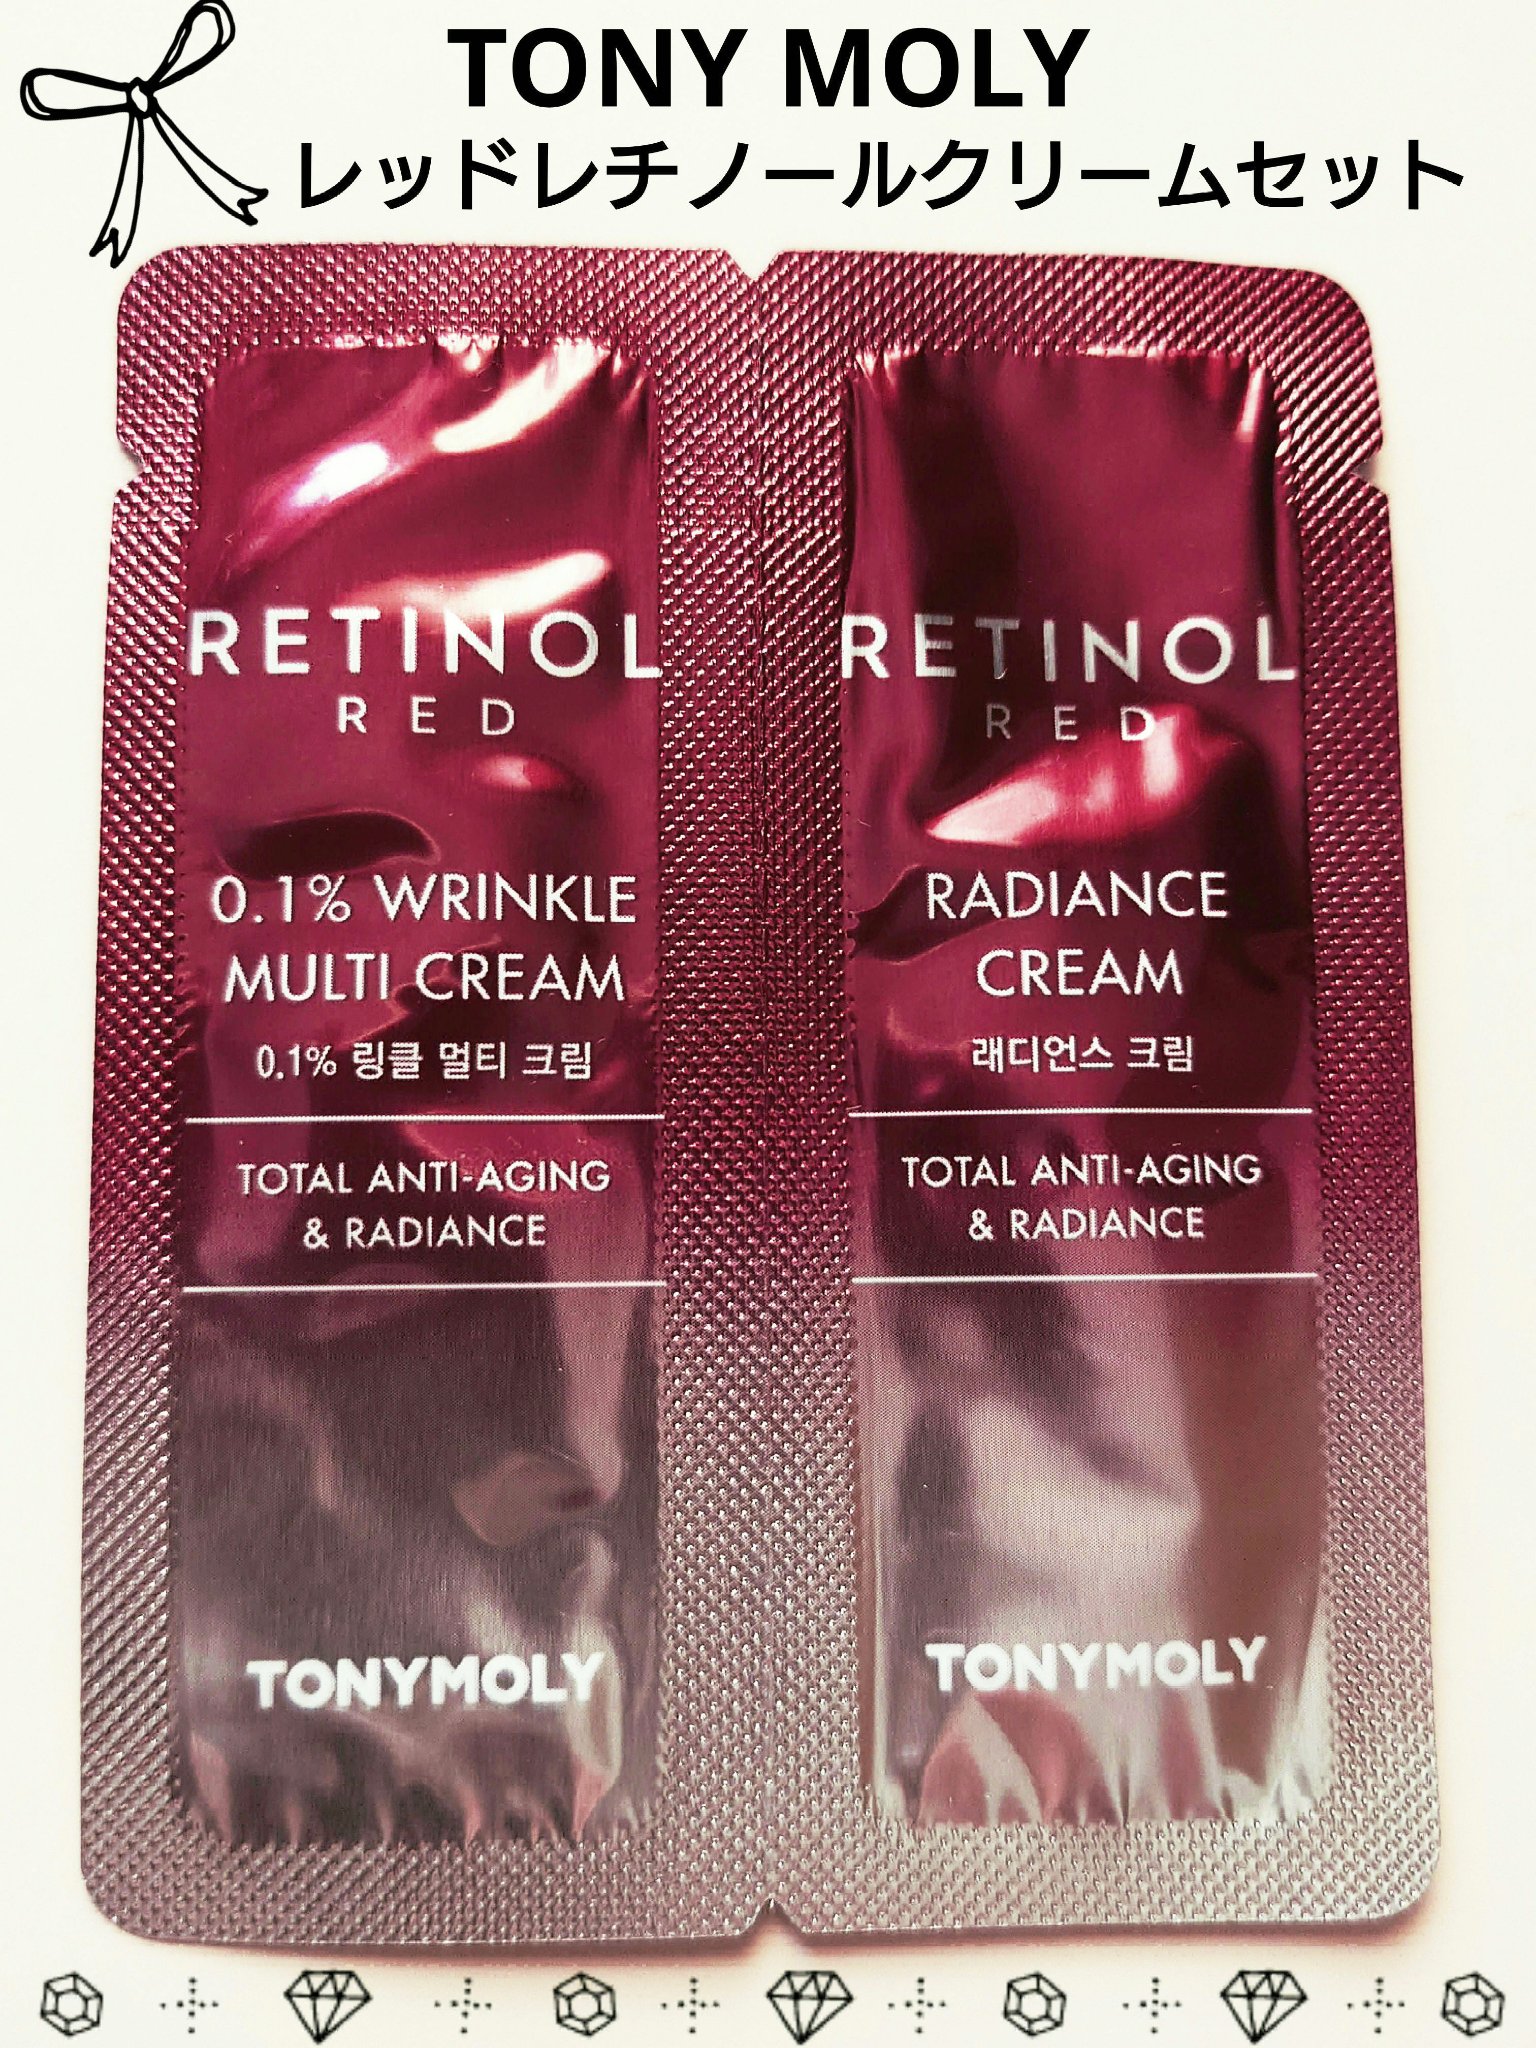 TONY MOLY
レッドレチノールクリームセット
RETINOL
RED
0.1% WRINKLE
MULTI CREAM
0.1% 링클 멀티 크림
TOTAL ANTI-AGING
& RADIANCE
TONYMOLY
RETINOL
RED
RADIANCE
CREAM
래디언스 크림
TOTAL ANTI-AGING
& RADIANCE
TONYMOLY